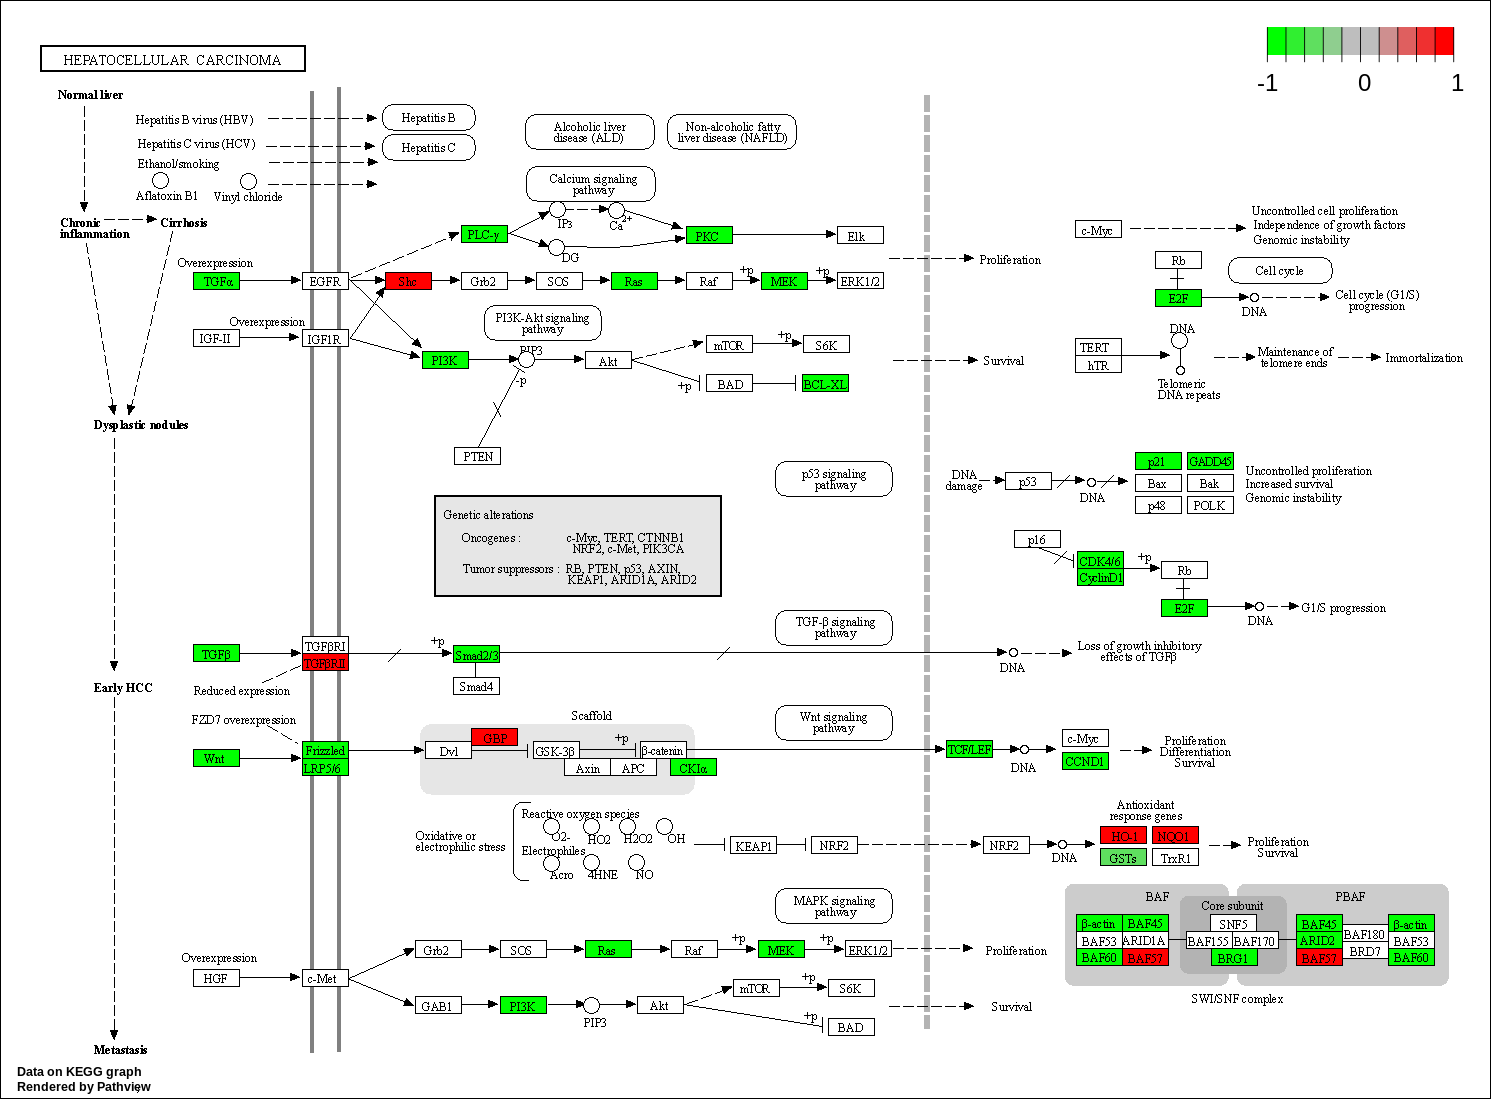 HEPATOCELLULAR CARCINOMA
-1
0
1
Normal liver
Hepatitis B virus (HBV)
Hepatitis B
Hepatitis C virus (HCV)
Hepatitis C
Ethanol/smoking
Aflatoxin B1
Vinyl chloride
Alcoholic liver
disease (ALD)
Non-alcoholic fatty
liver disease (NAFLD)
Calcium signaling
pathway
Chronic
inflammation
Cirrhosis
IP3
Ca2+
PLC-γ
PKC
DG
Elk
c-Myc
Uncontrolled cell proliferation
Independence of growth factors
Genomic instability
Proliferation
Overexpression
TGFα
EGFR
Shc
Grb2
SOS
Ras
Raf
+p
MEK
+p
ERK1/2
Rb
Cell cycle
E2F
DNA
Cell cycle (G1/S)
progression
Overexpression
IGF-II
IGF1R
PI3K-Akt signaling
pathway
PI3K
PIP3
-p
Akt
mTOR
+p
S6K
+p
BAD
BCL-XL
Survival
TERT
hTR
DNA
Telomeric
DNA repeats
Maintenance of
telomere ends
Immortalization
Dysplastic nodules
PTEN
p53 signaling
pathway
DNA
damage
p53
DNA
p21
GADD45
Bax
Bak
p48
POLK
Uncontrolled proliferation
Increased survival
Genomic instability
Genetic alterations
Oncogenes :
c-Myc, TERT, CTNNB1
NRF2, c-Met, PIK3CA
Tumor suppressors :
RB, PTEN, p53, AXIN,
KEAP1, ARID1A, ARID2
p16
CDK4/6
CyclinD1
+p
Rb
E2F
DNA
G1/S progression
TGF-β signaling
pathway
TGFβ
TGFβRI
TGFβRII
+p
Smad2/3
Smad4
DNA
Loss of growth inhibitory
effects of TGFβ
Reduced expression
Early HCC
FZD7 overexpression
Wnt
Frizzled
LRP5/6
Scaffold
Dvl
GBP
GSK-3β
+p
β-catenin
Axin
APC
CKIα
Wnt signaling
pathway
TCF/LEF
DNA
c-Myc
CCND1
Proliferation
Differentiation
Survival
Oxidative or
electrophilic stress
Reactive oxygen species
O2-
HO2
H2O2
OH
Electrophiles
Acro
4HNE
NO
KEAP1
NRF2
NRF2
DNA
Antioxidant
response genes
HO-1
NQO1
GSTs
TrxR1
Proliferation
Survival
MAPK signaling
pathway
BAF
PBAF
Core subunit
β-actin
BAF45
SNF5
BAF45
β-actin
BAF53
ARID1A
BAF155
BAF170
ARID2
BAF180
BAF53
BAF60
BAF57
BRG1
BAF57
BRD7
BAF60
SWI/SNF complex
Overexpression
HGF
c-Met
Grb2
SOS
Ras
Raf
+p
MEK
+p
ERK1/2
Proliferation
GAB1
PI3K
PIP3
Akt
mTOR
+p
S6K
+p
BAD
Survival
Metastasis
Data on KEGG graph
Rendered by Pathview